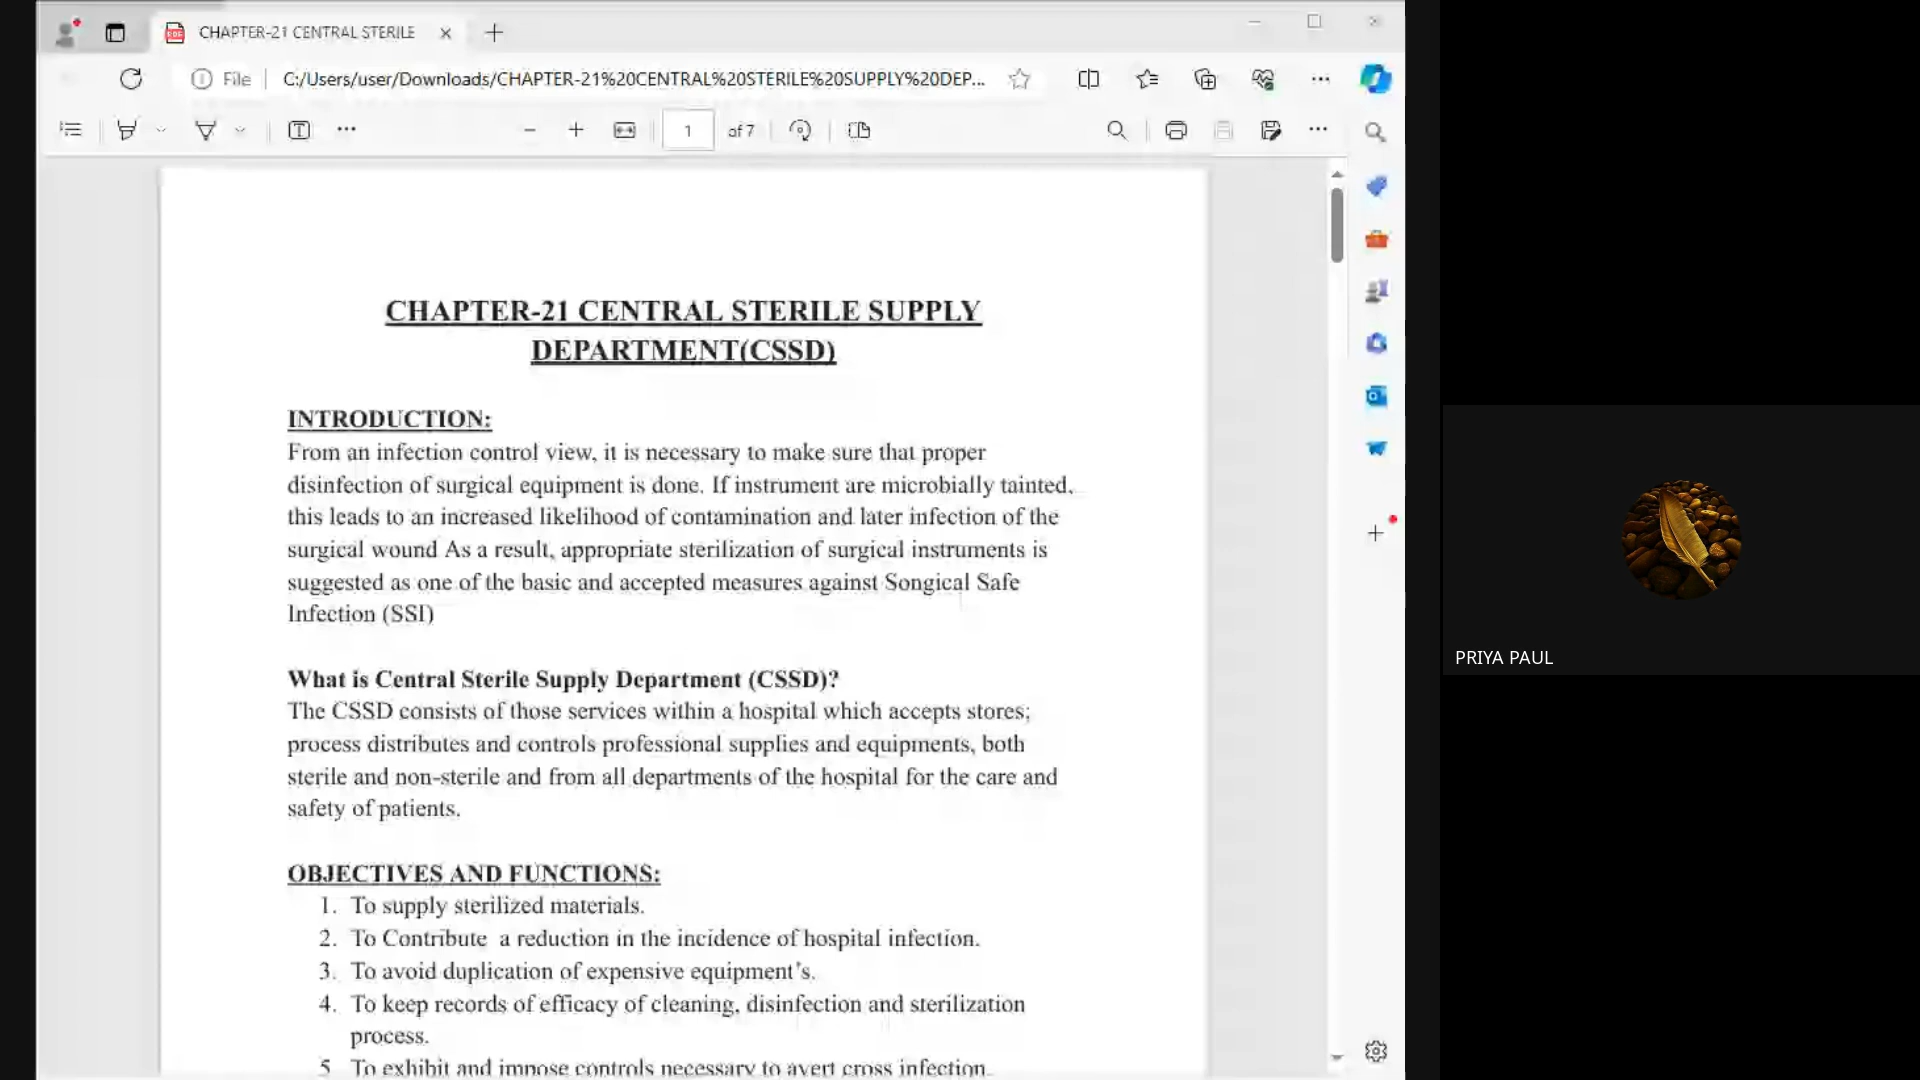 CHAPTER-21 CENTRAL STERILE
File
C:/Users/user/Downloads/CHAPTER-21%20CENTRAL%20STERILE%20SUPPLY%20DEP...
1 of 7
CHAPTER-21 CENTRAL STERILE SUPPLY
DEPARTMENT(CSSD)
INTRODUCTION:
From an infection control view, it is necessary to make sure that proper
disinfection of surgical equipment is done. If instrument are microbially tainted,
this leads to an increased likelihood of contamination and later infection of the
surgical wound As a result, appropriate sterilization of surgical instruments is
suggested as one of the basic and accepted measures against Songical Safe
Infection (SSI)
What is Central Sterile Supply Department (CSSD)?
The CSSD consists of those services within a hospital which accepts stores;
process distributes and controls professional supplies and equipments, both
sterile and non-sterile and from all departments of the hospital for the care and
safety of patients.
OBJECTIVES AND FUNCTIONS:
1. To supply sterilized materials.
2. To Contribute a reduction in the incidence of hospital infection.
3. To avoid duplication of expensive equipment's.
4. To keep records of efficacy of cleaning, disinfection and sterilization
process.
5 To exhibit and impose controls necessary to avert cross infection.
PRIYA PAUL